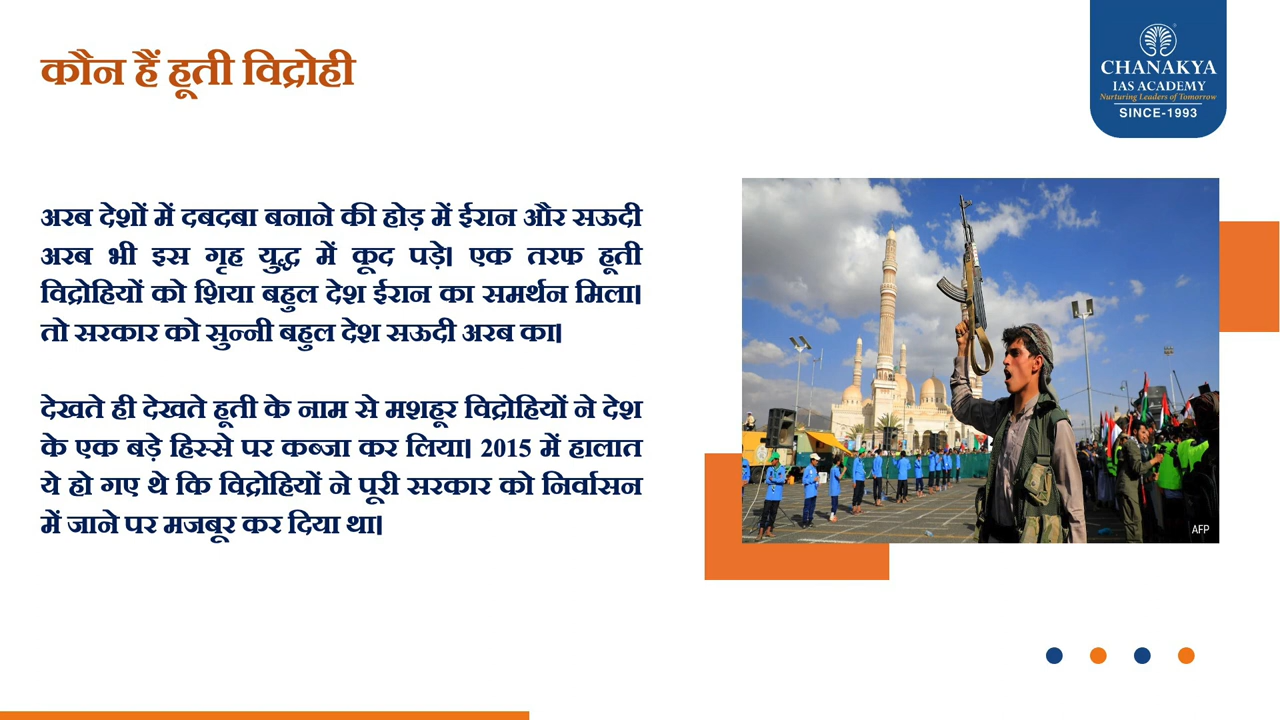 कौन हैं हूती विद्रोही
CHANAKYA
IAS ACADEMY
Nurturing Leaders of Tomorrow
SINCE-1993
अरब देशों में दबदबा बनाने की होड़ में ईरान और सऊदी
अरब भी इस गृह युद्ध में कूद पड़े। एक तरफ हूती
विद्रोहियों को शिया बहुल देश ईरान का समर्थन मिला।
तो सरकार को सुन्नी बहुल देश सऊदी अरब का।
देखते ही देखते हूती के नाम से मशहूर विद्रोहियों ने देश
के एक बड़े हिस्से पर कब्जा कर लिया। 2015 में हालात
ये हो गए थे कि विद्रोहियों ने पूरी सरकार को निर्वासन
में जाने पर मजबूर कर दिया था।
AFP